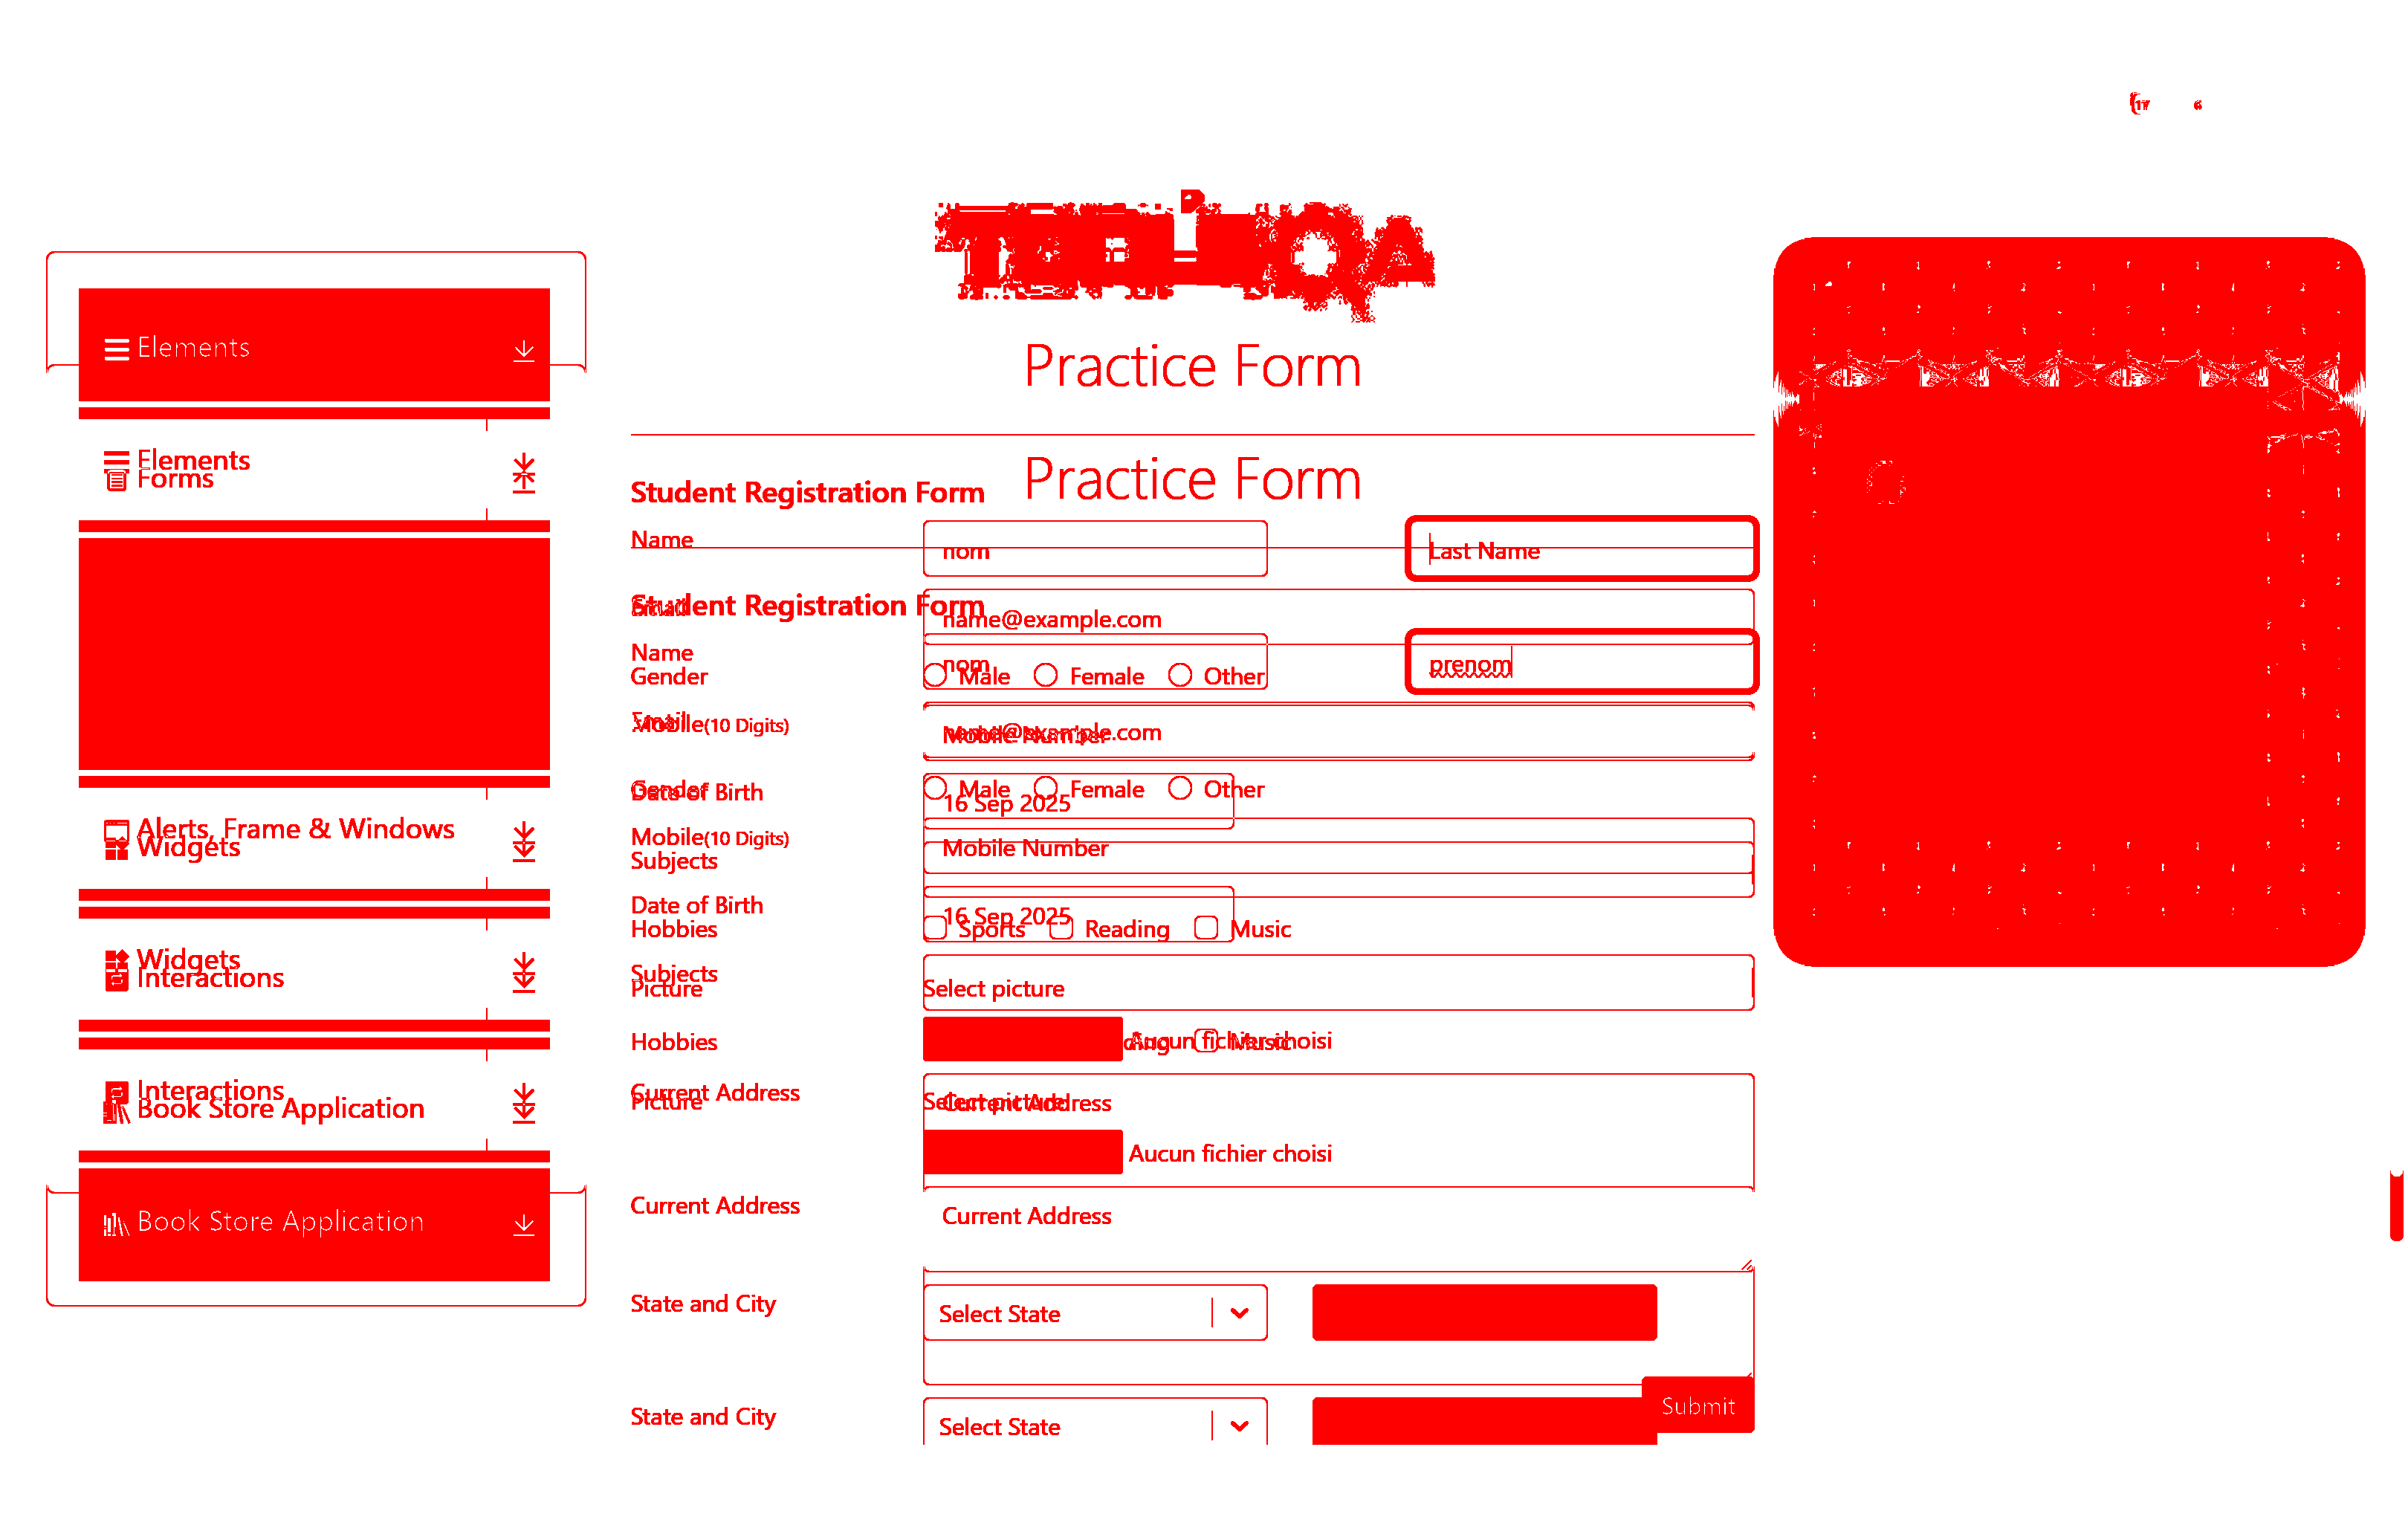 Elements
Practice Form
Elements
Forms
Practice Form
Student Registration Form
Name
nom
Last Name
Student Registration Form
Email
name@example.com
Name
nom
prenom
Gender
Male
Female
Other
Email
name@example.com
Mobile(10 Digits)
Mobile Number
Gender
Male
Female
Other
Date of Birth
16 Sep 2025
Alerts, Frame & Windows
Widgets
Mobile(10 Digits)
Mobile Number
Subjects
Date of Birth
16 Sep 2025
Hobbies
Sports
Reading
Music
Widgets
Interactions
Subjects
Picture
Select picture
Hobbies
Music
Aucun fichier choisi
Interactions
Book Store Application
Current Address
Current Address
Picture
Select picture
Aucun fichier choisi
Current Address
Current Address
Book Store Application
State and City
Select State
Submit
State and City
Select State